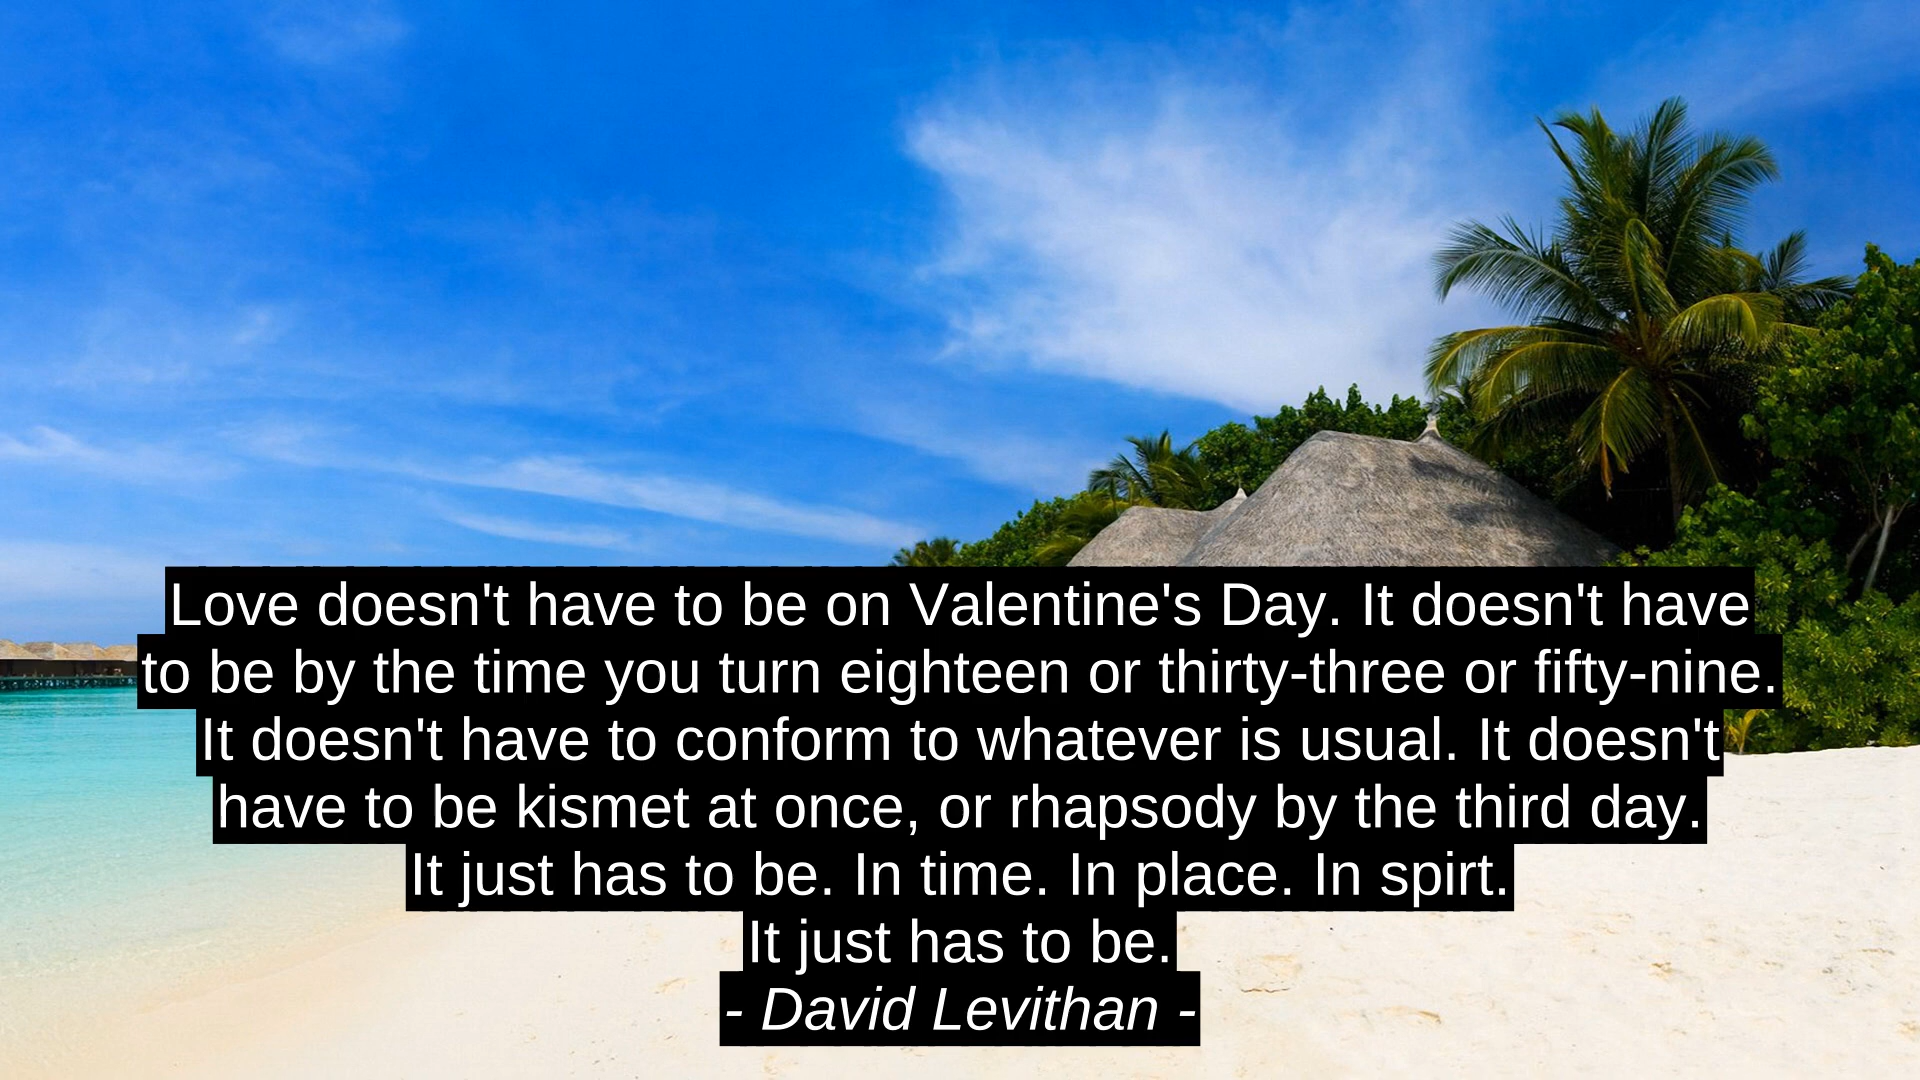 Love doesn't have to be on Valentine's Day. It doesn't have
to be by the time you turn eighteen or thirty-three or fifty-nine.
It doesn't have to conform to whatever is usual. It doesn't
have to be kismet at once, or rhapsody by the third day.
It just has to be. In time. In place. In spirt.
It just has to be.
- David Levithan -